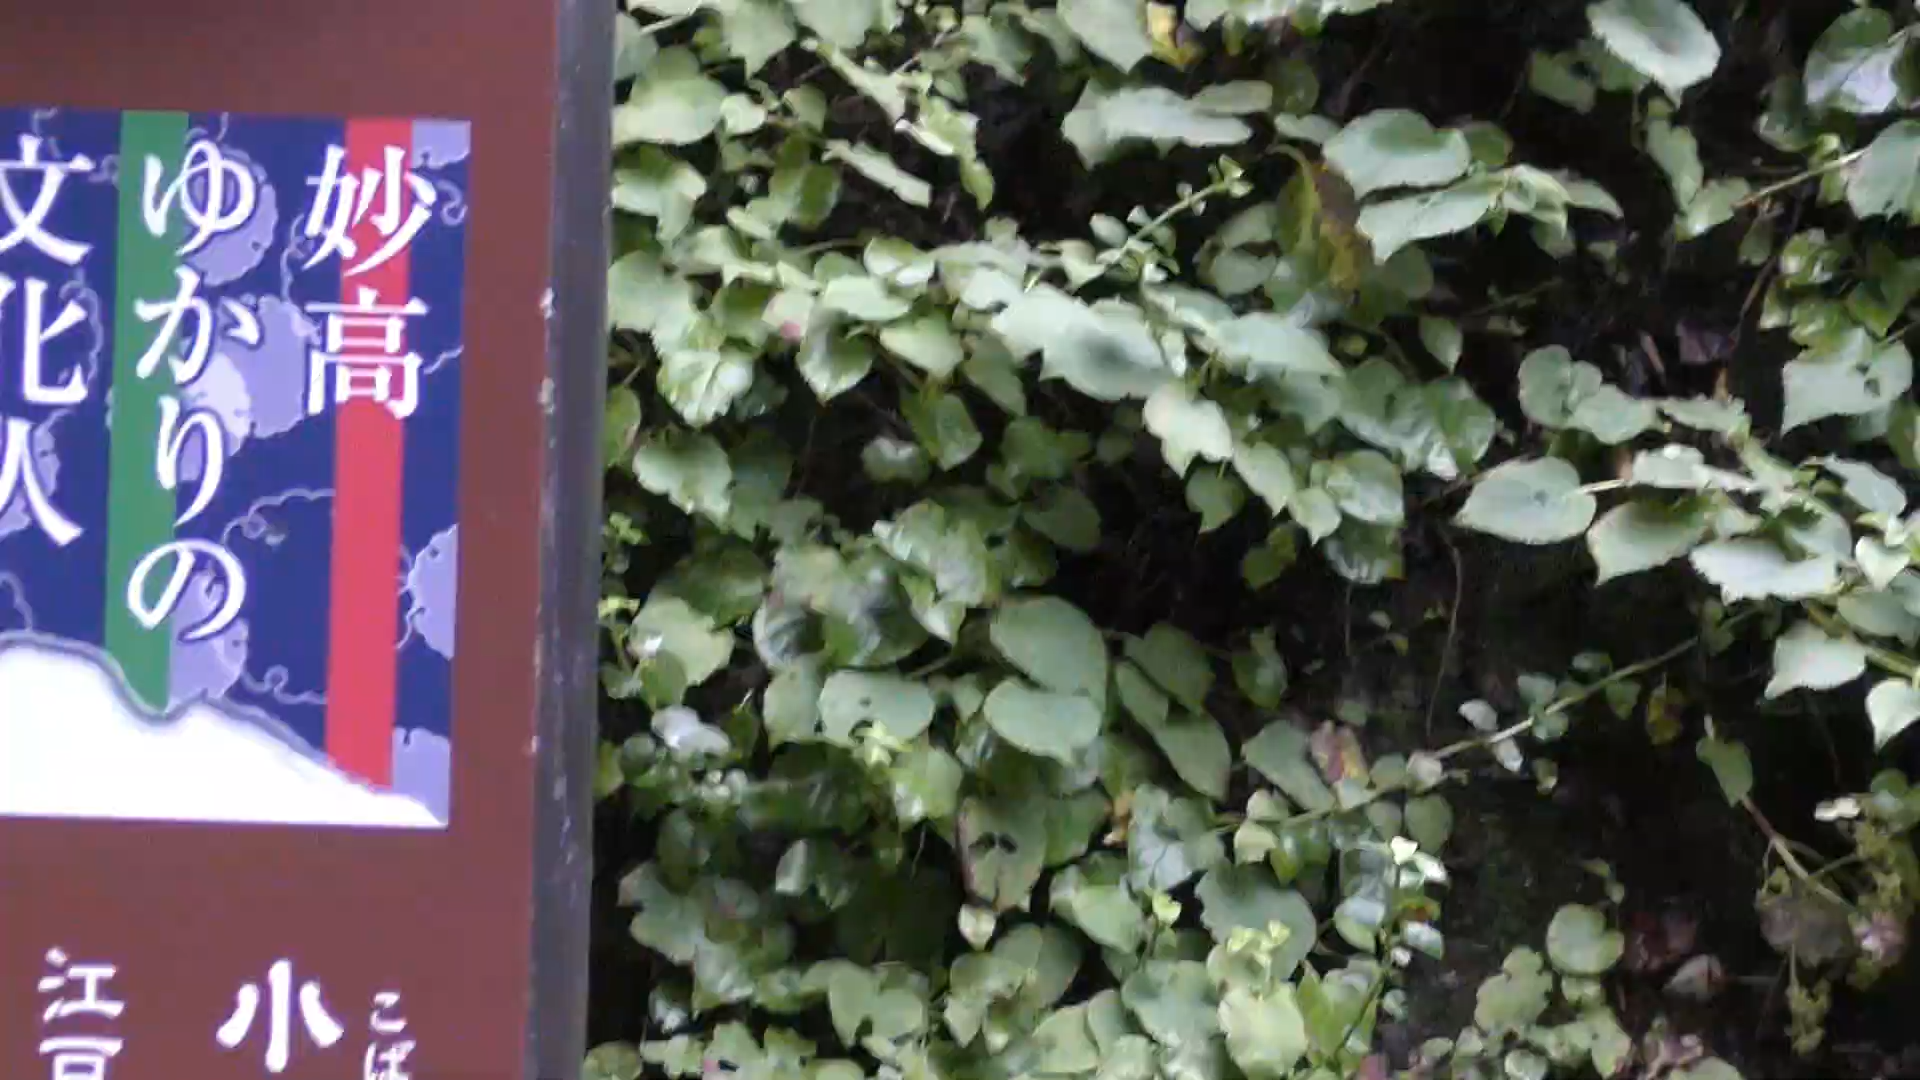 妙高
ゆかりの
文化人
こば
小
江戸